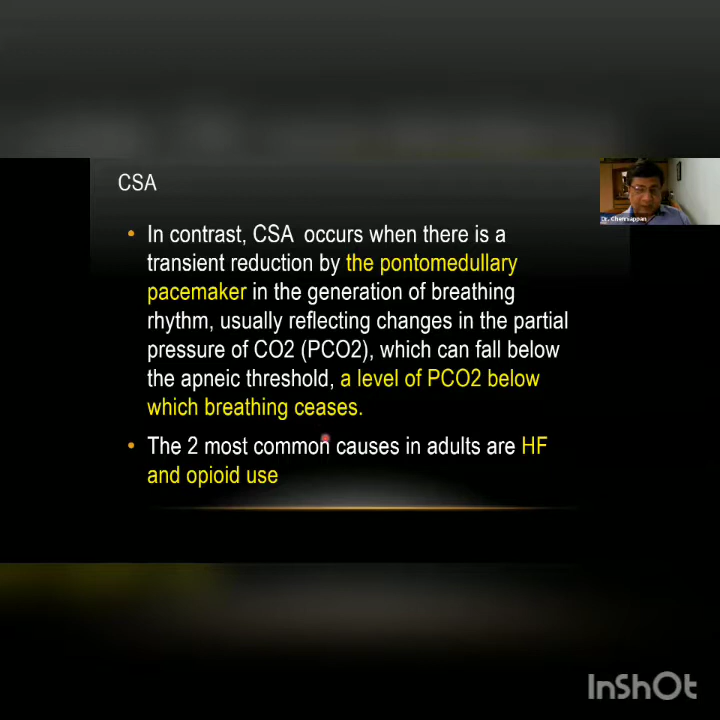 CSA
• In contrast, CSA occurs when there is a
transient reduction by the pontomedullary
pacemaker in the generation of breathing
rhythm, usually reflecting changes in the partial
pressure of CO2 (PCO2), which can fall below
the apneic threshold, a level of PCO2 below
which breathing ceases.
• The 2 most common causes in adults are HF
and opioid use
Dr. Chenniappan
InShOt